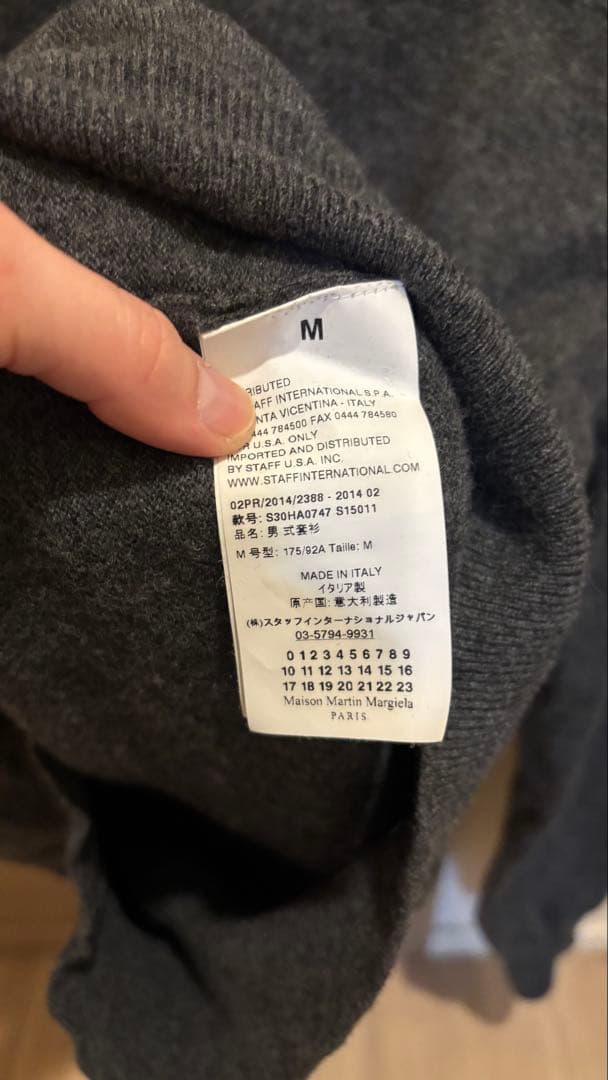 M
RIBUTED
AFF INTERNATIONAL S.P.A.
NTA VICENTINA - ITALY
444 784500 FAX 0444 784580
R U.S.A. ONLY
IMPORTED AND DISTRIBUTED
BY STAFF U.S.A. INC.
WWW.STAFFINTERNATIONAL.COM
02PR/2014/2388 - 2014 02
款号: S30HA0747 S15011
品名: 男 式套衫
M 号型: 175/92A Taille: M
MADE IN ITALY
イタリア製
原产国: 意大利製造
(株)スタッフインターナショナルジャパン
03-5794-9931
0 1 2 3 4 5 6 7 8 9
10 11 12 13 14 15 16
17 18 19 20 21 22 23
Maison Martin Margiela
PARIS